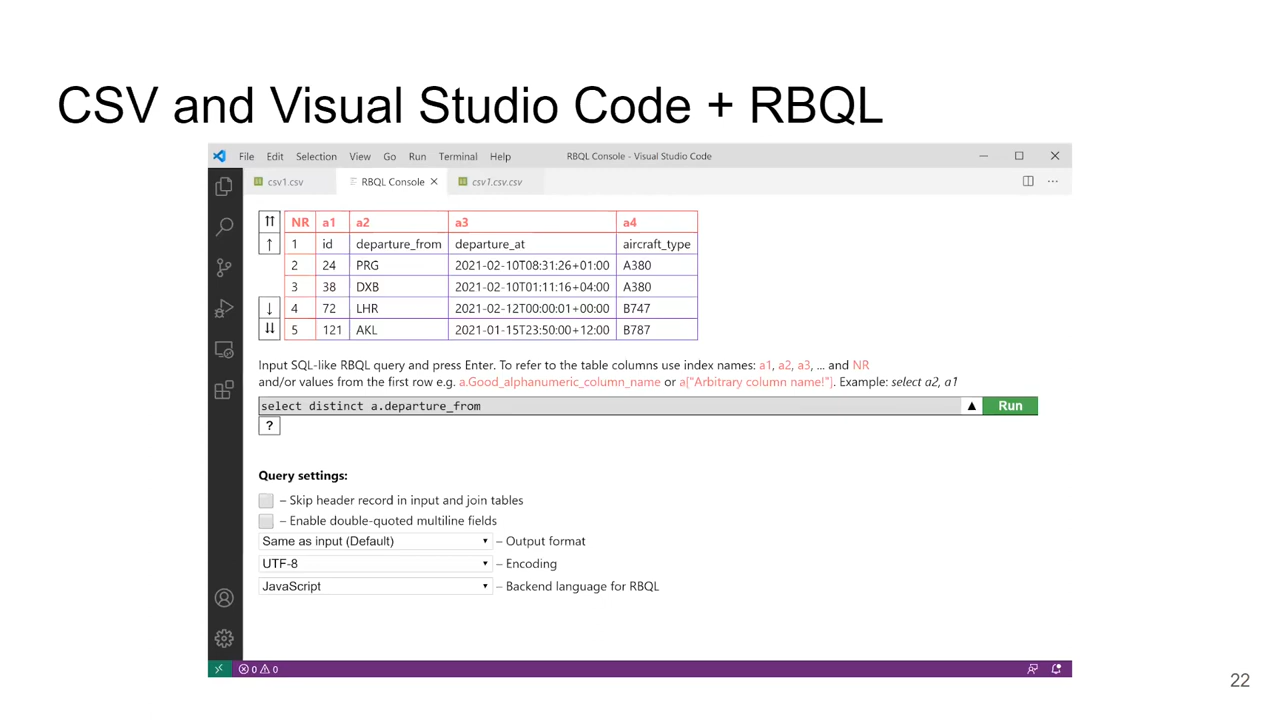 CSV and Visual Studio Code + RBQL
File Edit Selection View Go Run Terminal Help RBQL Console - Visual Studio Code
csv1.csv RBQL Console csv1.csv.csv
NR a1 a2 a3 a4
1 id departure_from departure_at aircraft_type
2 24 PRG 2021-02-10T08:31:26+01:00 A380
3 38 DXB 2021-02-10T01:11:16+04:00 A380
4 72 LHR 2021-02-12T00:00:01+00:00 B747
5 121 AKL 2021-01-15T23:50:00+12:00 B787
Input SQL-like RBQL query and press Enter. To refer to the table columns use index names: a1, a2, a3, ... and NR
and/or values from the first row e.g. a.Good_alphanumeric_column_name or a["Arbitrary column name!"]. Example: select a2, a1
select distinct a.departure_from ▲ Run
?
Query settings:
– Skip header record in input and join tables
– Enable double-quoted multiline fields
Same as input (Default) – Output format
UTF-8 – Encoding
JavaScript – Backend language for RBQL
0 0
22